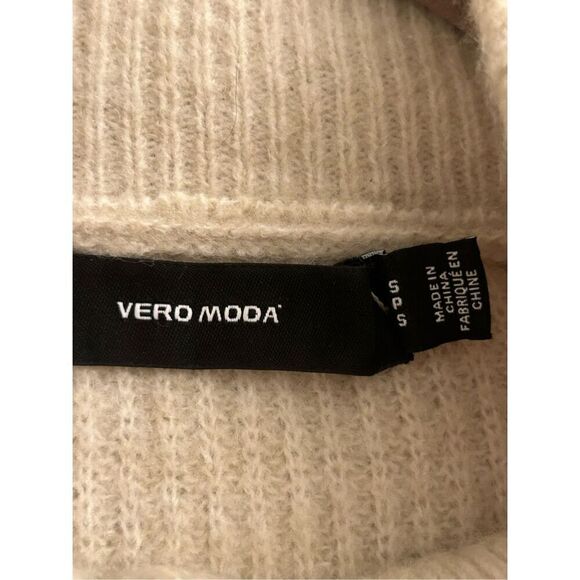 VERO MODA
S
P S
MADE IN
CHINA
FABRIQUÉ EN
CHINE